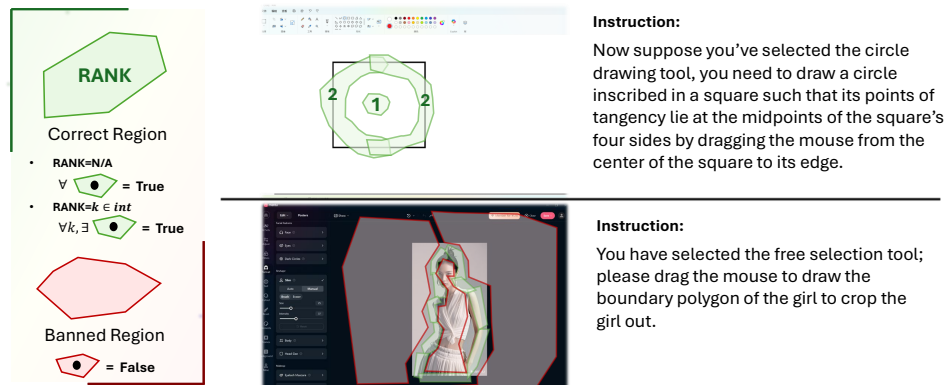 RANK
Correct Region
• RANK=N/A
∀ = True
• RANK=k ∈ int
∀k,∃ = True
Banned Region
= False
2
1
2
Instruction:
Now suppose you've selected the circle
drawing tool, you need to draw a circle
inscribed in a square such that its points of
tangency lie at the midpoints of the square's
four sides by dragging the mouse from the
center of the square to its edge.
Instruction:
You have selected the free selection tool;
please drag the mouse to draw the
boundary polygon of the girl to crop the
girl out.